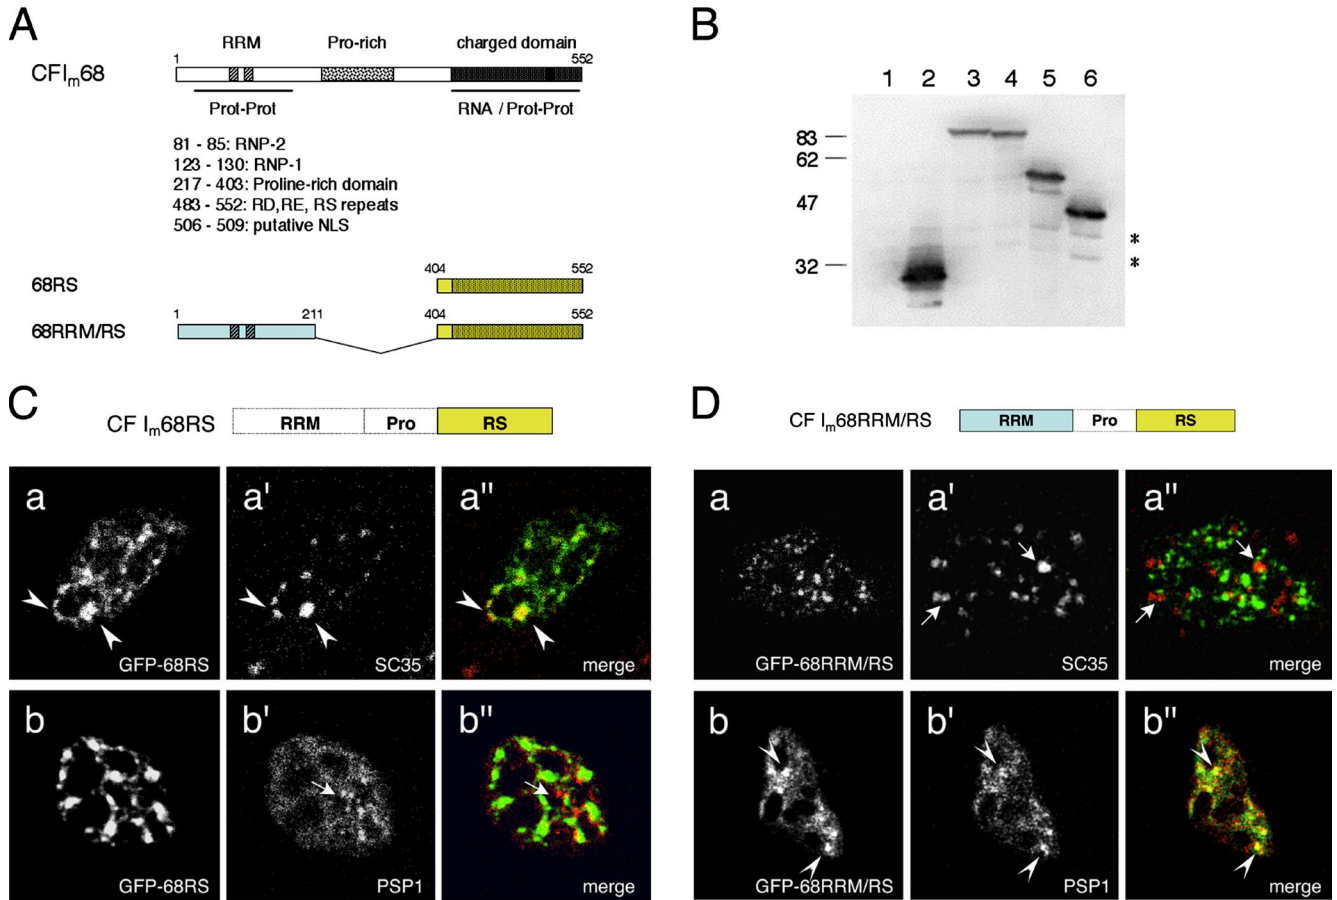 A
RRM Pro-rich charged domain
1 552
CFIm68
Prot-Prot RNA / Prot-Prot
81 - 85: RNP-2
123 - 130: RNP-1
217 - 403: Proline-rich domain
483 - 552: RD,RE, RS repeats
506 - 509: putative NLS
404 552
68RS
1 211 404 552
68RRM/RS
B
1 2 3 4 5 6
83
62
47
*
32 *
C
CF Im68RS RRM Pro RS
a a' a"
GFP-68RS SC35 merge
b b' b"
GFP-68RS PSP1 merge
D
CF Im68RRM/RS RRM Pro RS
a a' a"
GFP-68RRM/RS SC35 merge
b b' b"
GFP-68RRM/RS PSP1 merge